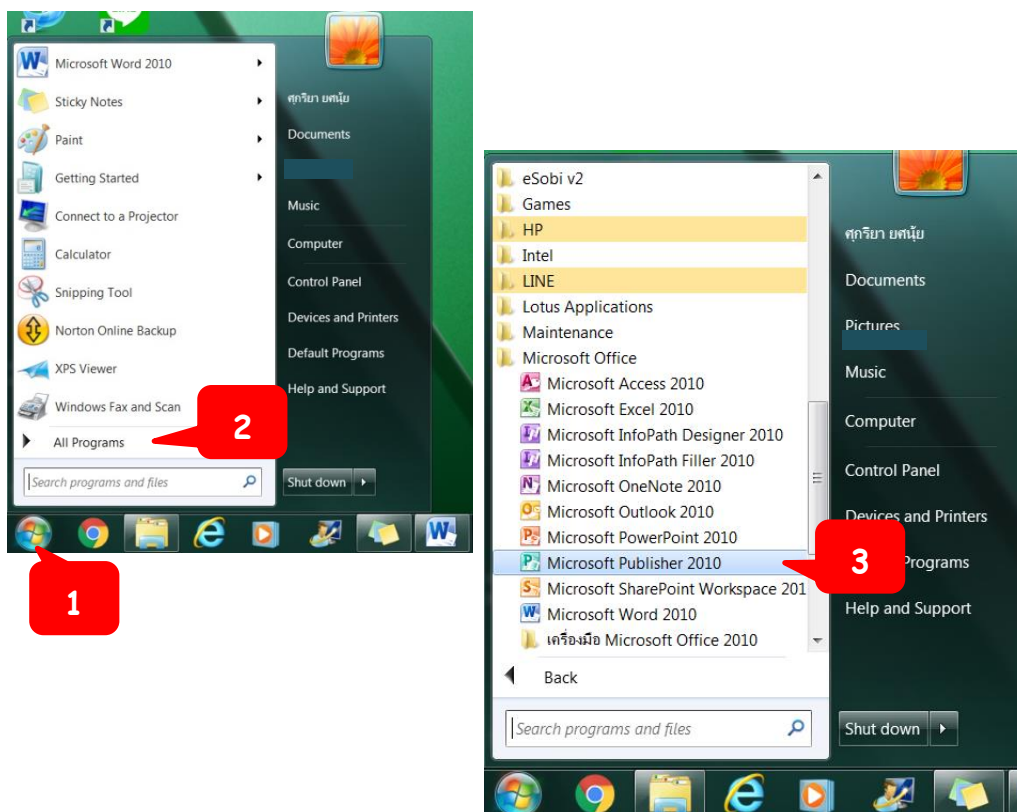 Microsoft Word 2010
Sticky Notes
Paint
Getting Started
Connect to a Projector
Calculator
Snipping Tool
Norton Online Backup
XPS Viewer
Windows Fax and Scan
All Programs
Search programs and files
ศุกริยา ยศนุ้ย
Documents
Music
Computer
Control Panel
Devices and Printers
Default Programs
Help and Support
Shut down
2
1
eSobi v2
Games
HP
Intel
LINE
Lotus Applications
Maintenance
Microsoft Office
Microsoft Access 2010
Microsoft Excel 2010
Microsoft InfoPath Designer 2010
Microsoft InfoPath Filler 2010
Microsoft OneNote 2010
Microsoft Outlook 2010
Microsoft PowerPoint 2010
Microsoft Publisher 2010
Microsoft SharePoint Workspace 201
Microsoft Word 2010
เครื่องมือ Microsoft Office 2010
Back
Search programs and files
ศุกริยา ยศนุ้ย
Documents
Pictures
Music
Computer
Control Panel
Devices and Printers
Programs
Help and Support
Shut down
3